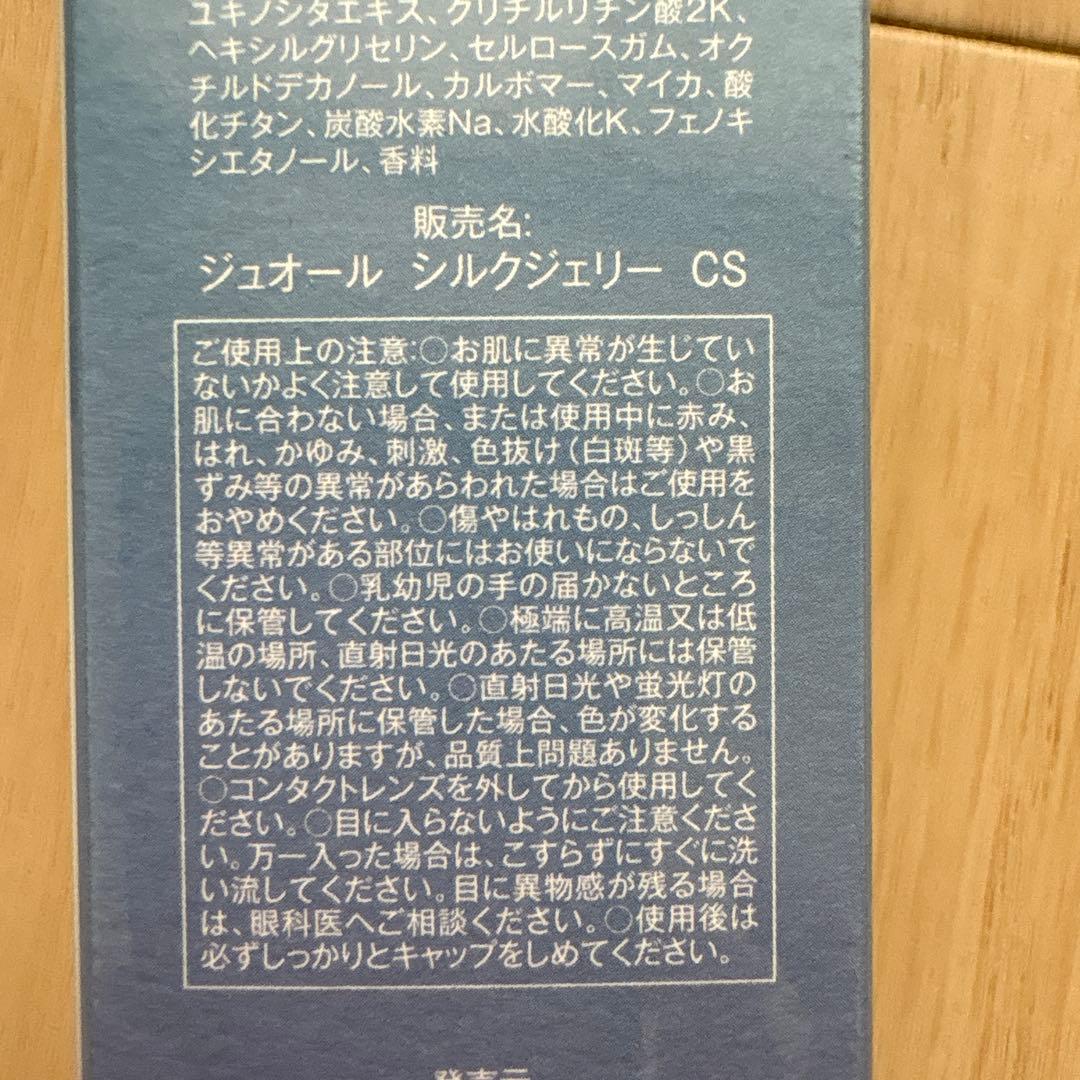 ユキノシタエキス、グリチルリチン酸2K、
ヘキシルグリセリン、セルロースガム、オク
チルドデカノール、カルボマー、マイカ、酸
化チタン、炭酸水素Na、水酸化K、フェノキ
シエタノール、香料
販売名:
ジュオール シルクジェリー CS
ご使用上の注意:○お肌に異常が生じてい
ないかよく注意して使用してください。○お
肌に合わない場合、または使用中に赤み、
はれ、かゆみ、刺激、色抜け(白斑等)や黒
ずみ等の異常があらわれた場合はご使用を
おやめください。○傷やはれもの、しっしん
等異常がある部位にはお使いにならないで
ください。○乳幼児の手の届かないところ
に保管してください。○極端に高温又は低
温の場所、直射日光のあたる場所には保管
しないでください。○直射日光や蛍光灯の
あたる場所に保管した場合、色が変化する
ことがありますが、品質上問題ありません。
○コンタクトレンズを外してから使用してく
ださい。○目に入らないようにご注意くださ
い。万一入った場合は、こすらずにすぐに洗
い流してください。目に異物感が残る場合
は、眼科医へご相談ください。○使用後は
必ずしっかりとキャップをしめてください。